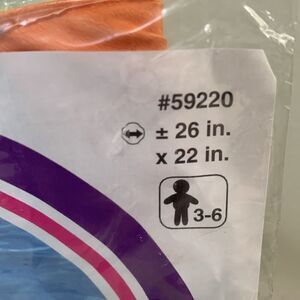 #59220
± 26 in.
x 22 in.
3-6